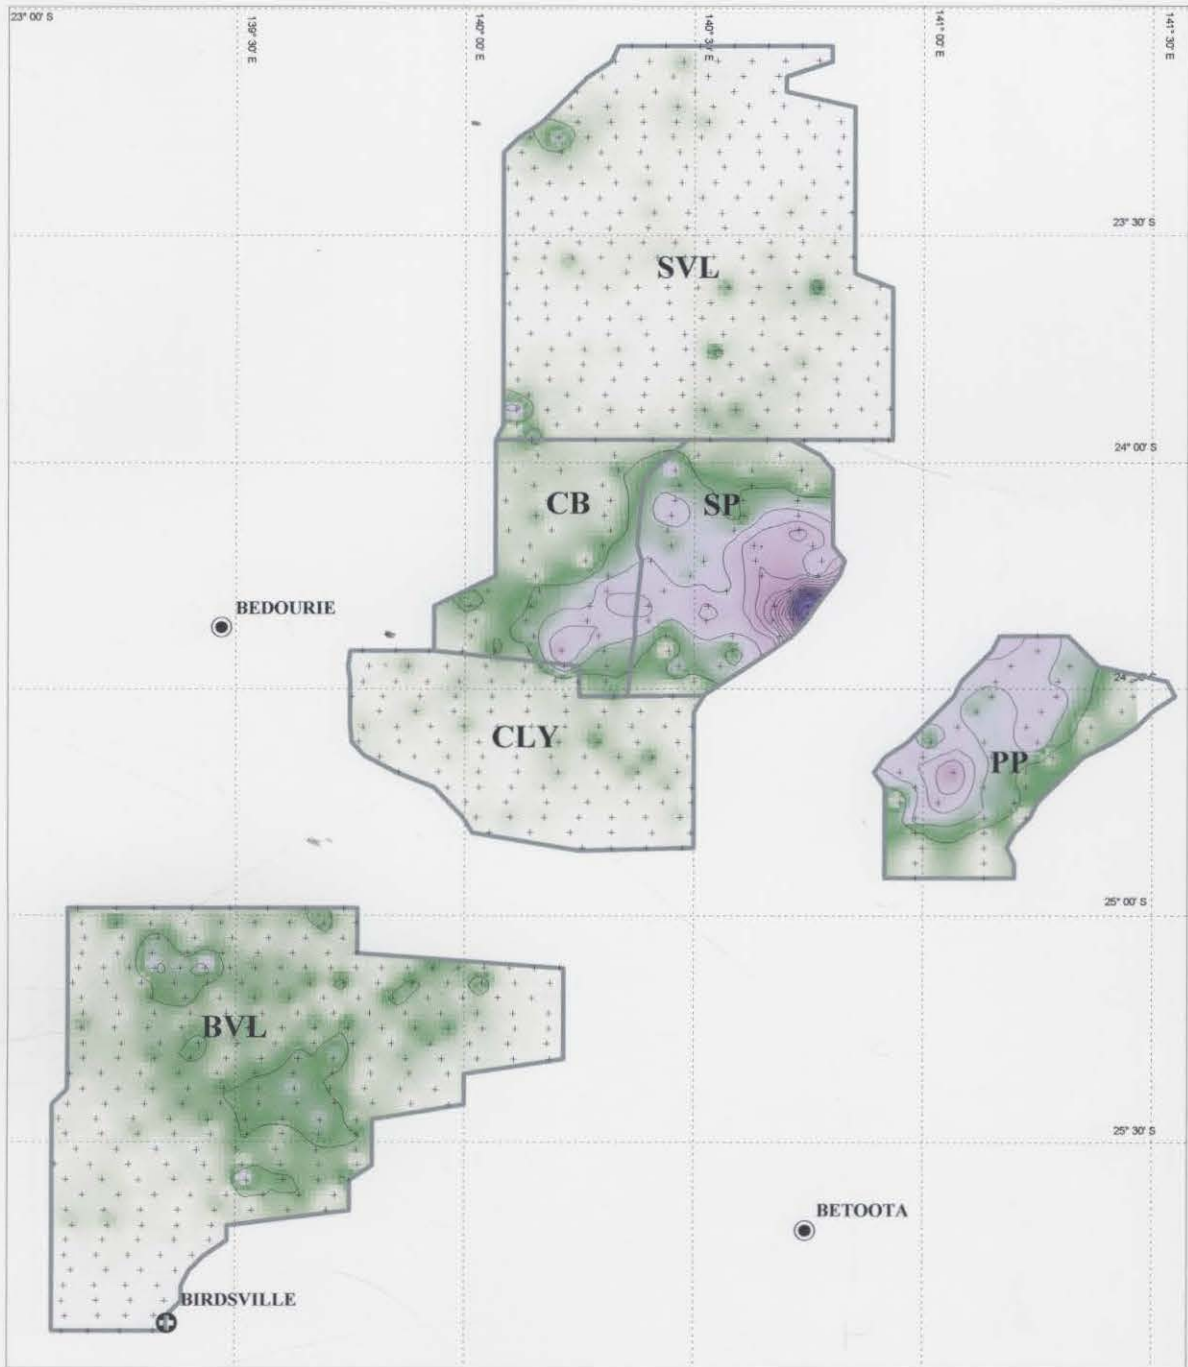 23° 00' S
139° 30' E
140° 00' E
140° 30' E
141° 00' E
141° 30' E
23° 30' S
SVL
24° 00' S
CB
SP
BEDOURIE
CLY
PP
25° 00' S
BVL
25° 30' S
BETOOTA
BIRDSVILLE